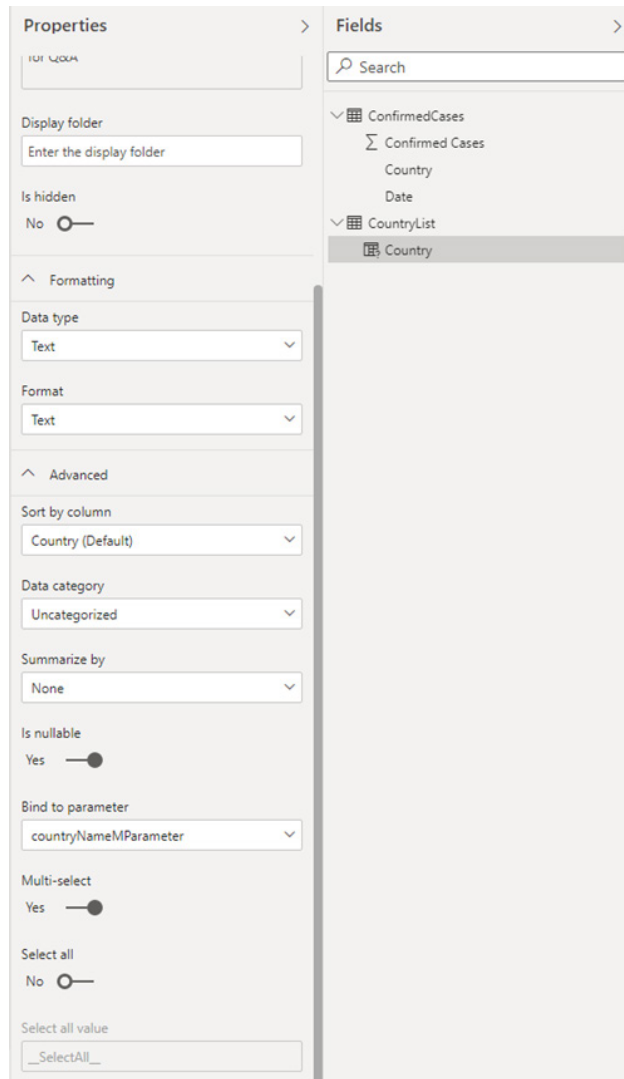 Properties
for Q&A
Display folder
Enter the display folder
Is hidden
No
Formatting
Data type
Text
Format
Text
Advanced
Sort by column
Country (Default)
Data category
Uncategorized
Summarize by
None
Is nullable
Yes
Bind to parameter
countryNameMParameter
Multi-select
Yes
Select all
No
Select all value
__SelectAll__
Fields
Search
ConfirmedCases
Confirmed Cases
Country
Date
CountryList
Country